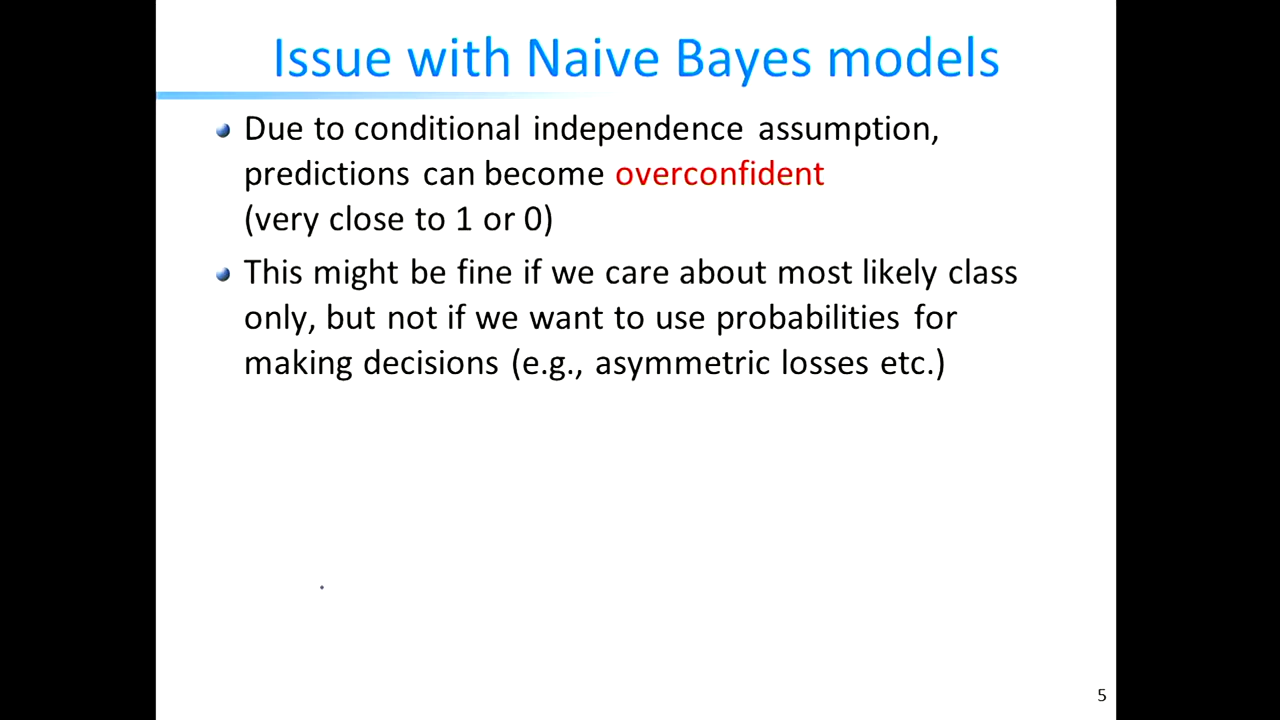 Issue with Naive Bayes models
Due to conditional independence assumption,
predictions can become overconfident
(very close to 1 or 0)
This might be fine if we care about most likely class
only, but not if we want to use probabilities for
making decisions (e.g., asymmetric losses etc.)
5